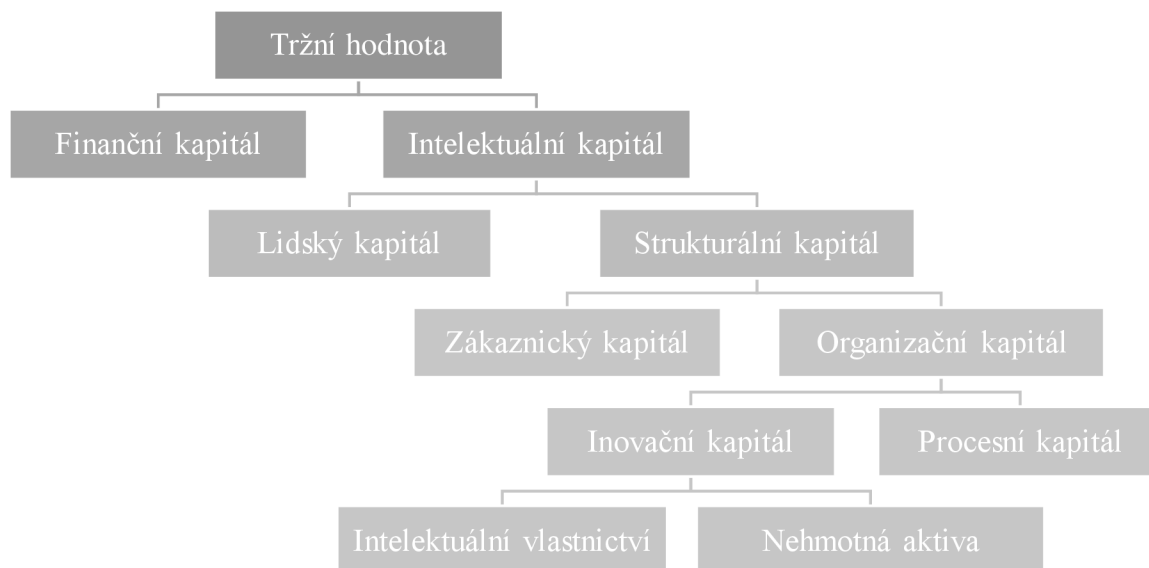 Tržní hodnota
Finanční kapitál
Intelektuální kapitál
Lidský kapitál
Strukturální kapitál
Zákaznický kapitál
Organizační kapitál
Inovační kapitál
Procesní kapitál
Intelektuální vlastnictví
Nehmotná aktiva